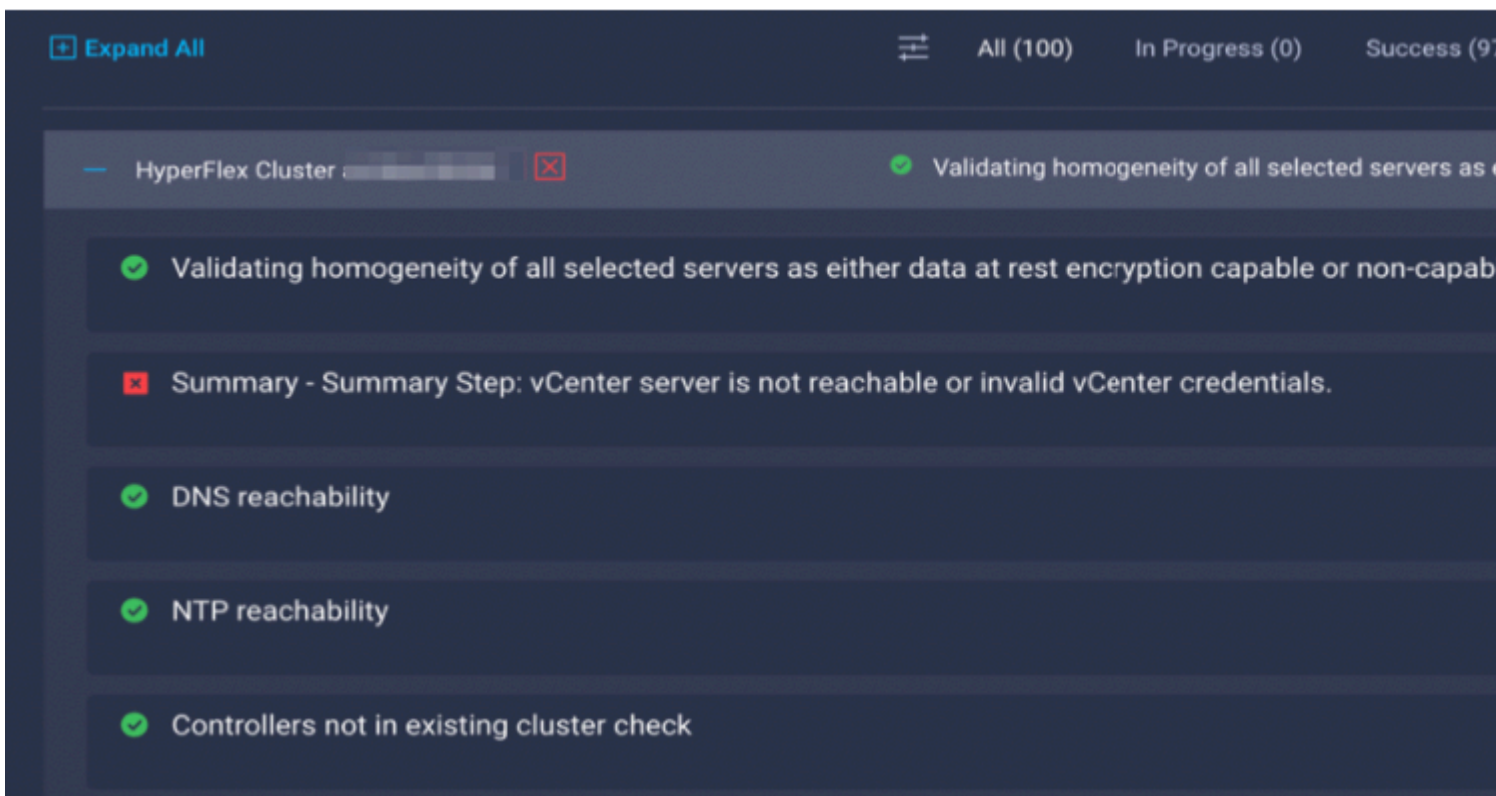 Expand All
All (100) In Progress (0) Success (97
HyperFlex Cluster Validating homogeneity of all selected servers as
Validating homogeneity of all selected servers as either data at rest encryption capable or non-capab
Summary - Summary Step: vCenter server is not reachable or invalid vCenter credentials.
DNS reachability
NTP reachability
Controllers not in existing cluster check